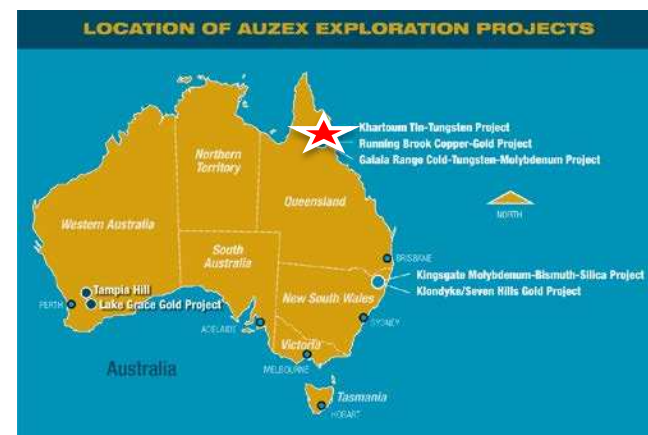 LOCATION OF AUZEX EXPLORATION PROJECTS
Khartoum Tin-Tungsten Project
Running Brook Copper-Gold Project
Galala Range Cold-Tungsten-Molybdenum Project
Northern
Territory
Queensland
NORTH
Western Australia
South
Australia
BRISBANE
Kingsgate Molybdenum-Bismuth-Silica Project
Klondyke/Seven Hills Gold Project
Tampia Hill
New South Wales
PERTH
Lake Grace Gold Project
SYDNEY
ADELAIDE
Victoria
MELBOURNE
Australia
Tasmania
HOBART